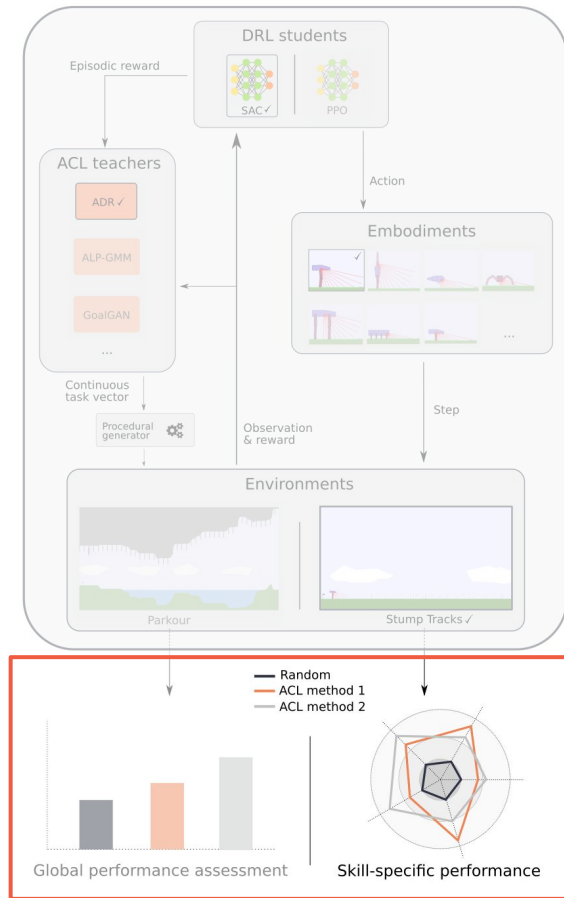 DRL students
Episodic reward
SAC ✓
PPO
ACL teachers
ADR ✓
ALP-GMM
GoalGAN
...
Action
Embodiments
✓
...
Continuous
task vector
Procedural
generator
Observation
& reward
Step
Environments
Parkour
Stump Tracks ✓
Random
ACL method 1
ACL method 2
Global performance assessment
Skill-specific performance